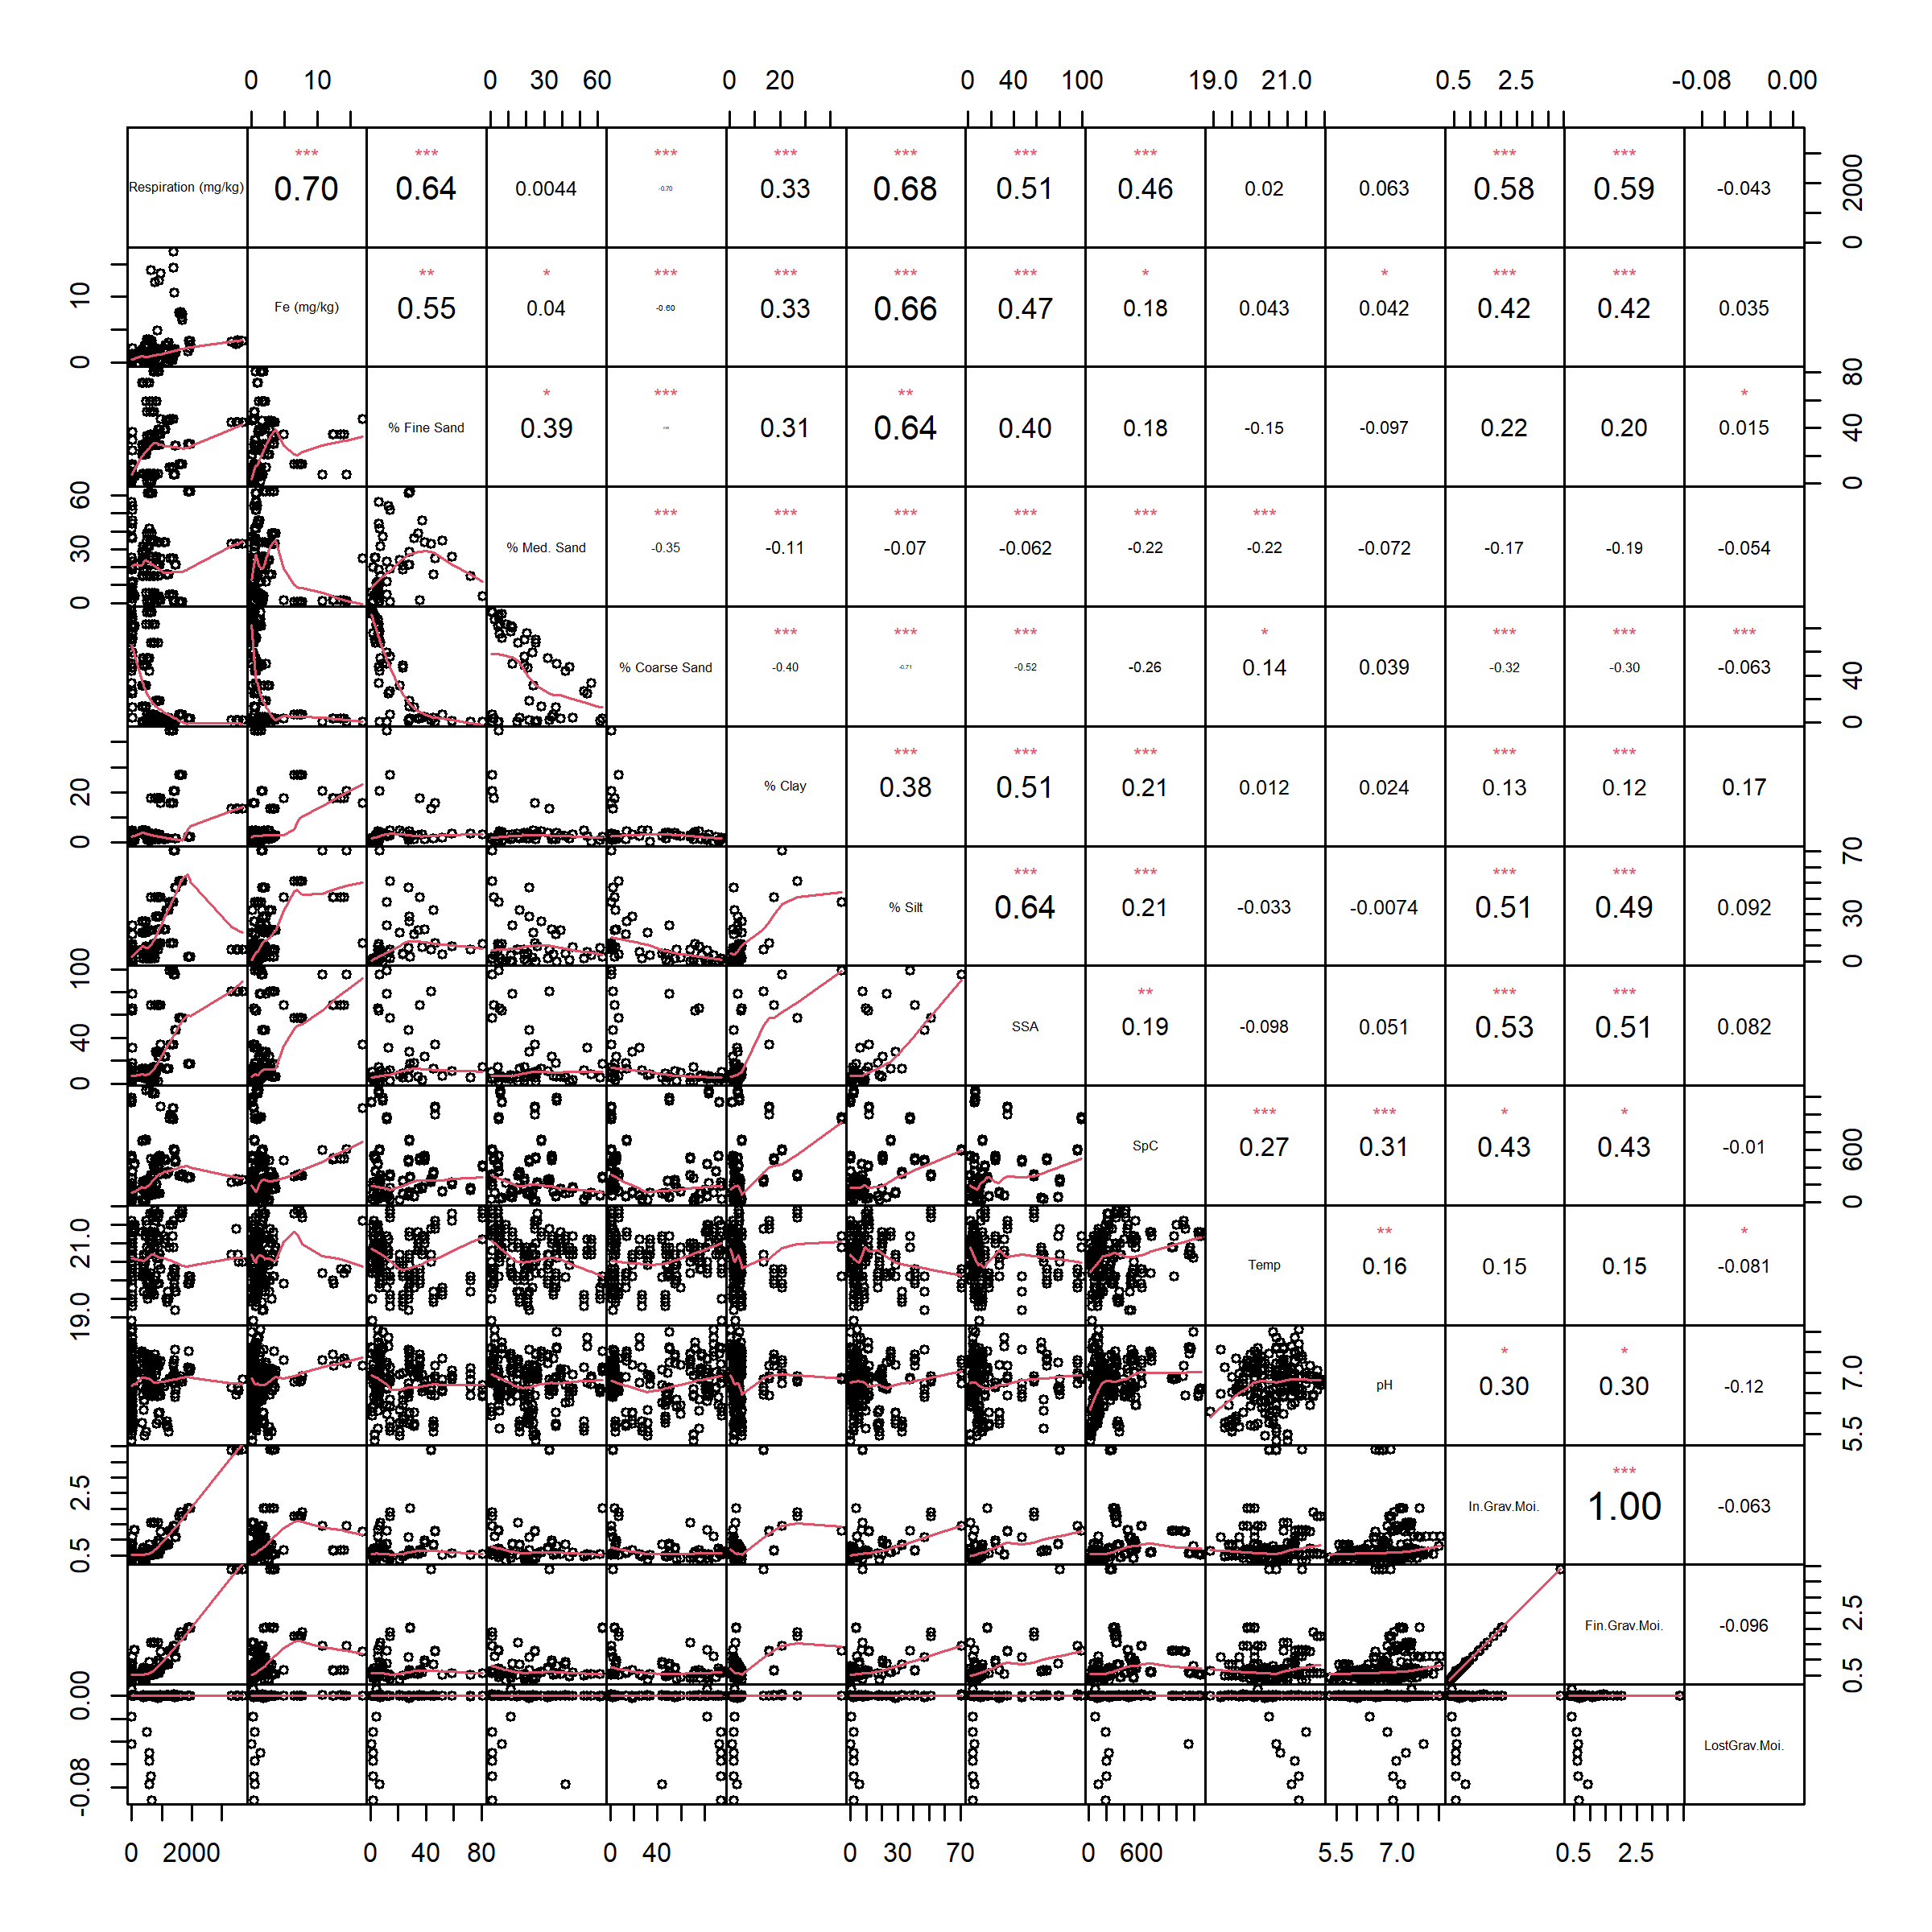 0 10 0 30 60 0 20 0 40 100 19.0 21.0 0.5 2.5 -0.08 0.00
*** *** *** *** *** *** *** *** ***
Respiration (mg/kg) 0.70 0.64 0.0044 -0.70 0.33 0.68 0.51 0.46 0.02 0.063 0.58 0.59 -0.043 0 2000
** * *** *** *** *** * * *** ***
0 10 Fe (mg/kg) 0.55 0.04 -0.60 0.33 0.66 0.47 0.18 0.043 0.042 0.42 0.42 0.035
* *** ** *
% Fine Sand 0.39 0.31 0.64 0.40 0.18 -0.15 -0.097 0.22 0.20 0.015 0 40 80
*** *** *** *** *** ***
0 30 60 % Med. Sand -0.35 -0.11 -0.07 -0.062 -0.22 -0.22 -0.072 -0.17 -0.19 -0.054
*** *** *** * *** *** ***
% Coarse Sand -0.40 -0.71 -0.52 -0.26 0.14 0.039 -0.32 -0.30 -0.063 0 40
*** *** *** *** ***
0 20 % Clay 0.38 0.51 0.21 0.012 0.024 0.13 0.12 0.17
*** *** *** ***
% Silt 0.64 0.21 -0.033 -0.0074 0.51 0.49 0.092 0 30 70
** *** ***
0 40 100 SSA 0.19 -0.098 0.051 0.53 0.51 0.082
*** *** * *
SpC 0.27 0.31 0.43 0.43 -0.01 0 600
** *
19.0 21.0 Temp 0.16 0.15 0.15 -0.081
* *
pH 0.30 0.30 -0.12 5.5 7.0
***
0.5 2.5 In.Grav.Moi. 1.00 -0.063
Fin.Grav.Moi. -0.096 0.5 2.5
-0.08 0.00 LostGrav.Moi.
0 2000 0 40 80 0 40 0 30 70 0 600 5.5 7.0 0.5 2.5